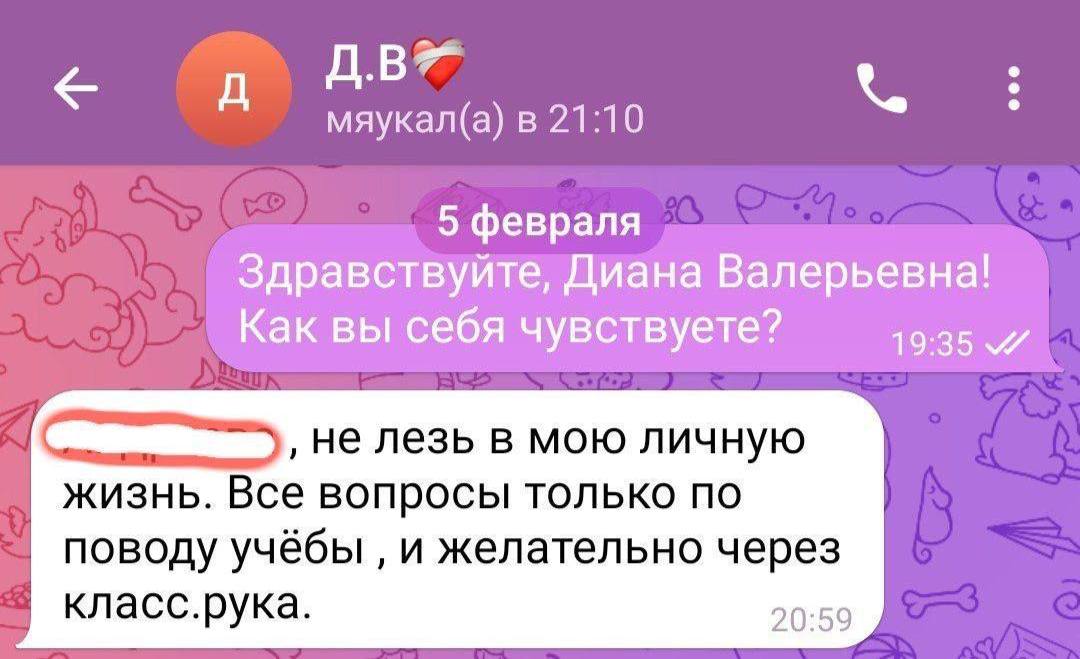 Д
Д.В❤️‍🩹
мяукал(а) в 21:10
5 февраля
Здравствуйте, Диана Валерьевна!
Как вы себя чувствуете?
19:35
, не лезь в мою личную
жизнь. Все вопросы только по
поводу учёбы , и желательно через
класс.рука.
20:59